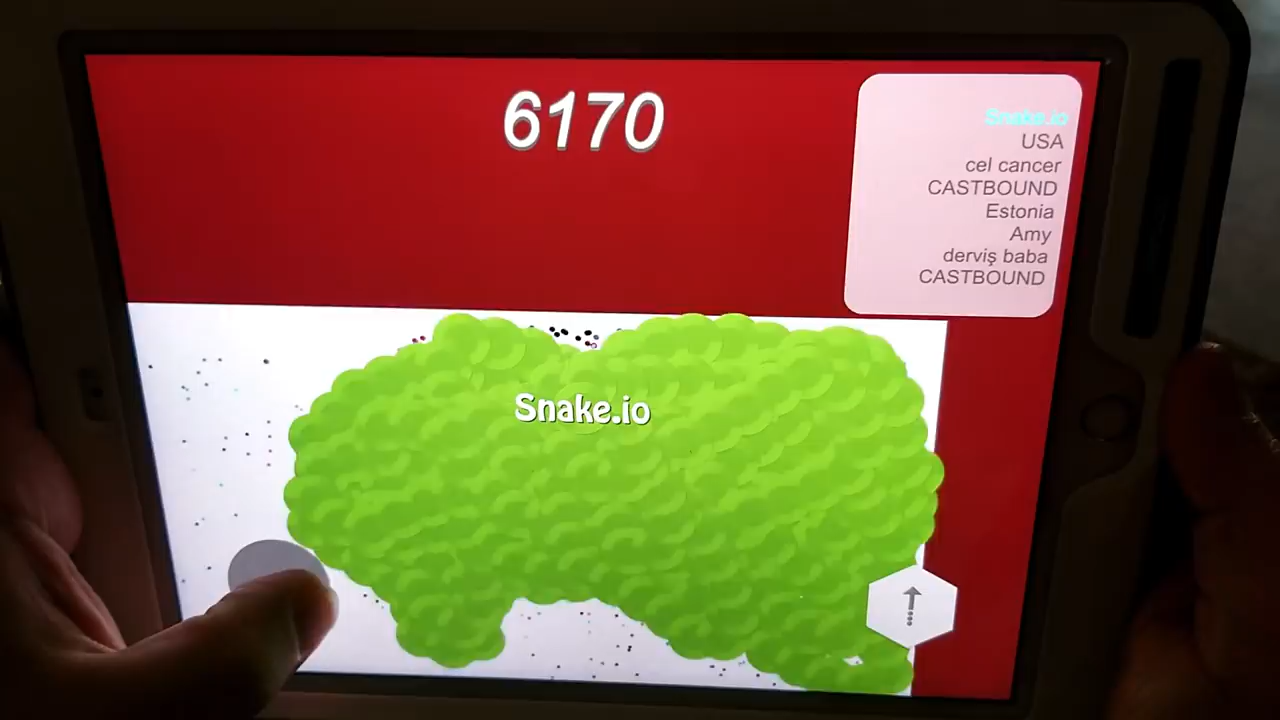 6170
Snake.io
USA
cel cancer
CASTBOUND
Estonia
Amy
derviş baba
CASTBOUND
Snake.io